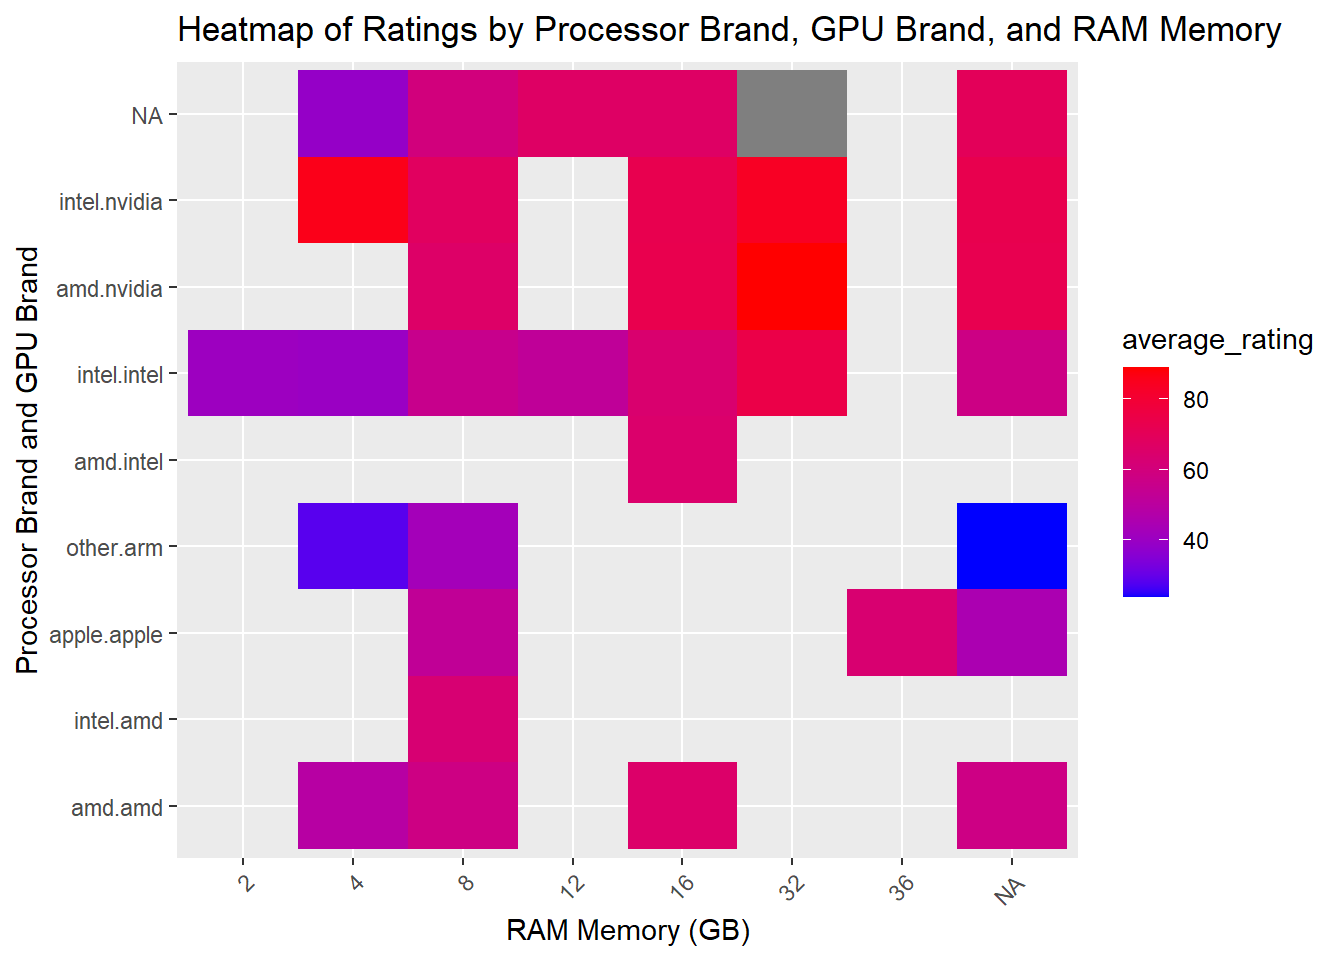 Heatmap of Ratings by Processor Brand, GPU Brand, and RAM Memory
Processor Brand and GPU Brand
NA
intel.nvidia
amd.nvidia
intel.intel
amd.intel
other.arm
apple.apple
intel.amd
amd.amd
2
4
8
12
16
32
36
NA
RAM Memory (GB)
average_rating
80
60
40